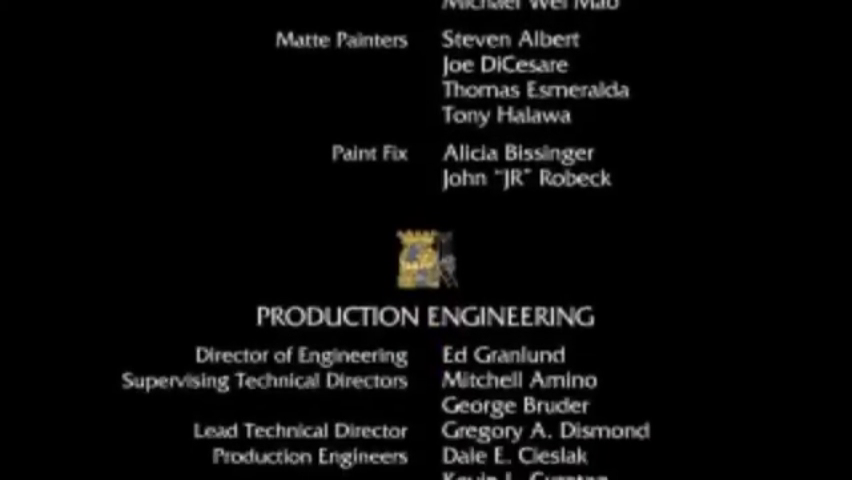 Michael Wei Mao
Matte Painters Steven Albert
Joe DiCesare
Thomas Esmeralda
Tony Halawa
Paint Fix Alicia Bissinger
John "JR" Robeck
PRODUCTION ENGINEERING
Director of Engineering Ed Granlund
Supervising Technical Directors Mitchell Amino
George Bruder
Lead Technical Director Gregory A. Dismond
Production Engineers Dale E. Cieslak
Kevin L.